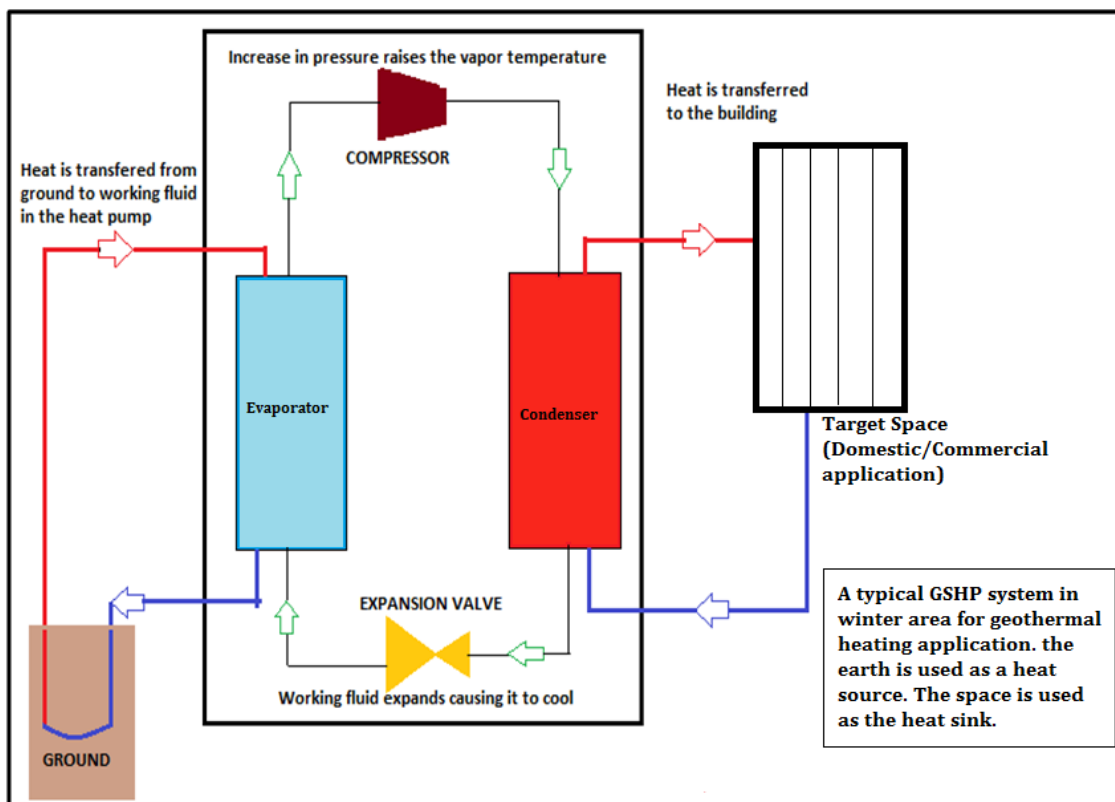 Increase in pressure raises the vapor temperature
COMPRESSOR
Heat is transferred
to the building
Heat is transfered from
ground to working fluid
in the heat pump
Evaporator
Condenser
Target Space
(Domestic/Commercial
application)
EXPANSION VALVE
Working fluid expands causing it to cool
GROUND
A typical GSHP system in
winter area for geothermal
heating application. the
earth is used as a heat
source. The space is used
as the heat sink.